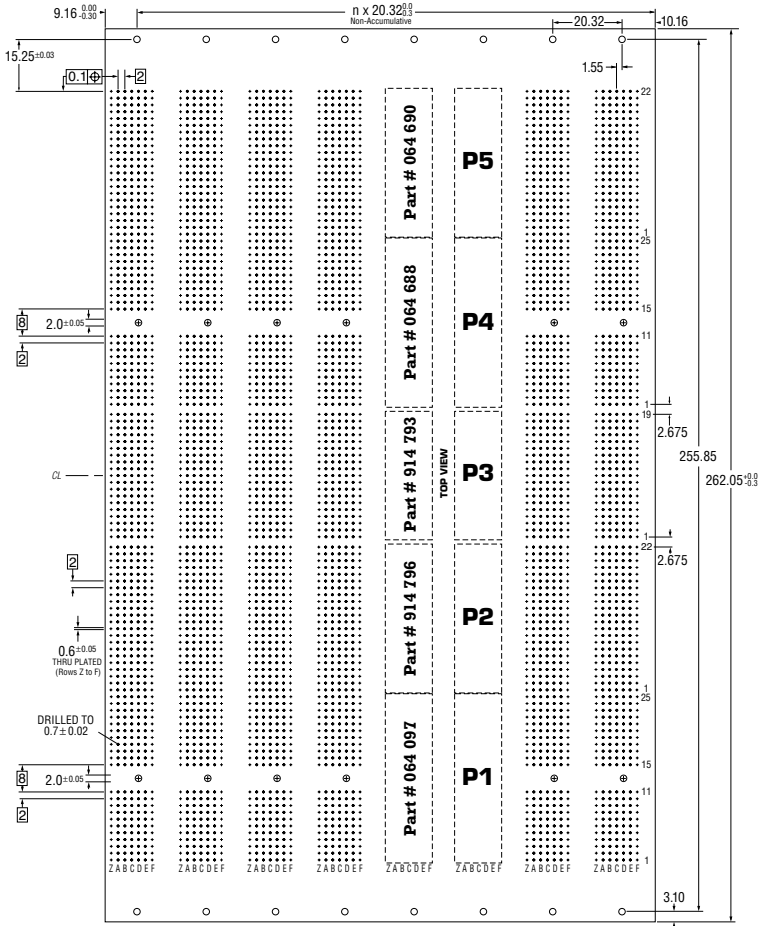 9.16 0.00 -0.30
n x 20.32 0.0 0.3
Non-Accumulative
20.32
10.16
15.25±0.03
0.1 ⌖
2
1.55
22
Part # 064 690
P5
1
25
Part # 064 688
P4
15
8
2.0±0.05
11
2
1
19
2.675
Part # 914 793
TOP VIEW
P3
255.85
262.05 +0.0 -0.3
CL
1
22
2.675
2
Part # 914 796
P2
0.6±0.05
THRU PLATED
(Rows Z to F)
1
25
DRILLED TO
0.7±0.02
Part # 064 097
P1
15
8
2.0±0.05
11
2
1
ZABCDEF ZABCDEF ZABCDEF ZABCDEF ZABCDEF ZABCDEF ZABCDEF ZABCDEF
3.10